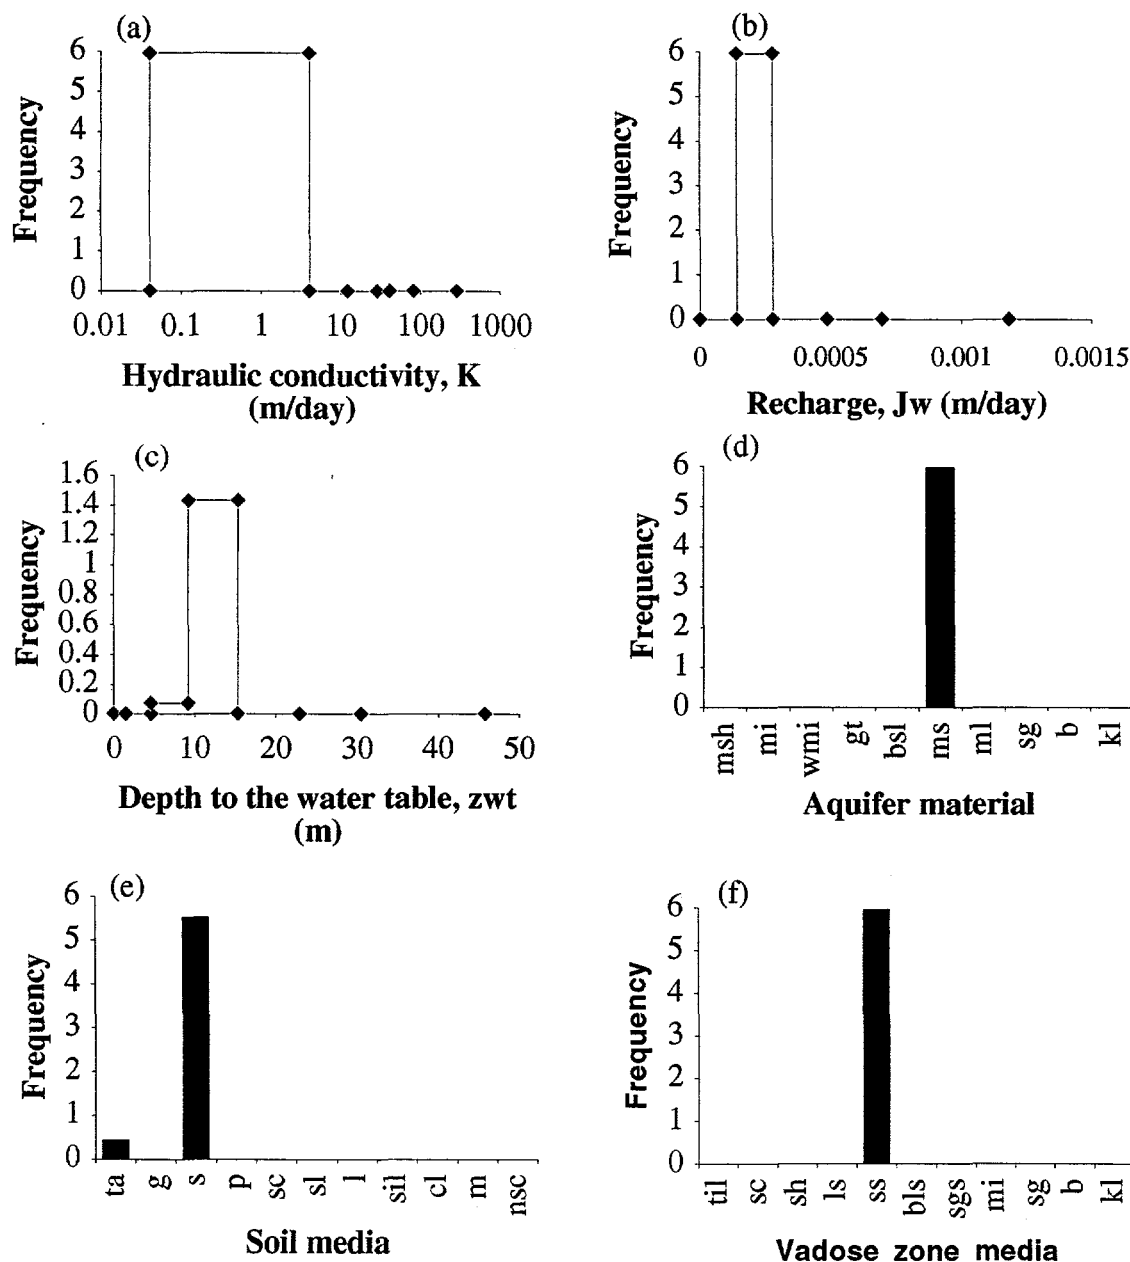 (a)
6
5
4
3
2
1
0
Frequency
0.01 0.1 1 10 100 1000
Hydraulic conductivity, K
(m/day)
(b)
6
5
4
3
2
1
0
Frequency
0 0.0005 0.001 0.0015
Recharge, Jw (m/day)
(c)
1.6
1.4
1.2
1
0.8
0.6
0.4
0.2
0
Frequency
0 10 20 30 40 50
Depth to the water table, zwt
(m)
(d)
6
5
4
3
2
1
0
Frequency
msh mi wmi gt bsl ms ml sg b kl
Aquifer material
(e)
6
5
4
3
2
1
0
Frequency
ta g s p sc sl l sil cl m nsc
Soil media
(f)
6
5
4
3
2
1
0
Frequency
til sc sh ls ss bls sgs mi sg b kl
Vadose zone media